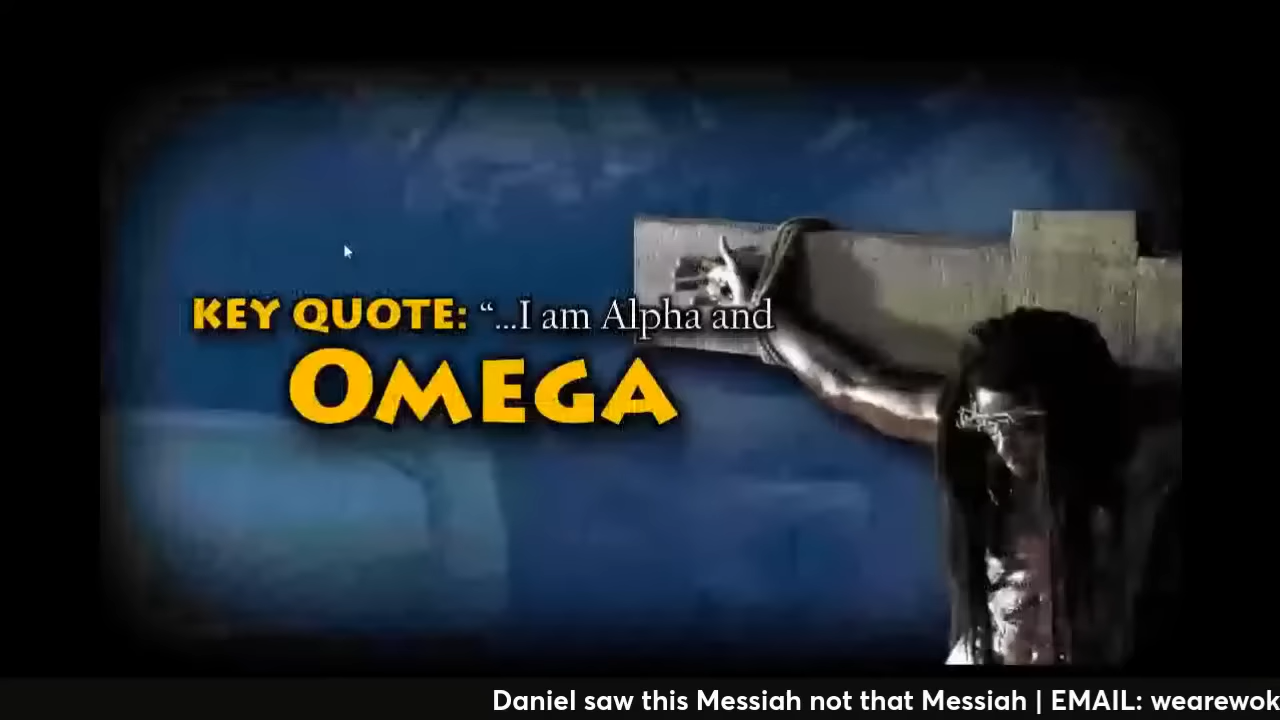 KEY QUOTE: “...I am Alpha and
OMEGA
Daniel saw this Messiah not that Messiah | EMAIL: wearewok